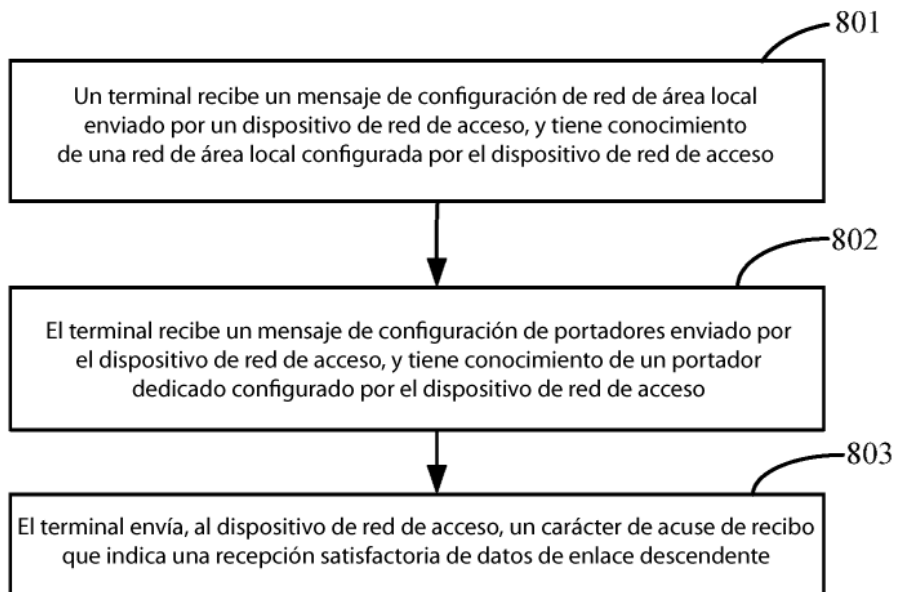 801
Un terminal recibe un mensaje de configuración de red de área local
enviado por un dispositivo de red de acceso, y tiene conocimiento
de una red de área local configurada por el dispositivo de red de acceso
802
El terminal recibe un mensaje de configuración de portadores enviado por
el dispositivo de red de acceso, y tiene conocimiento de un portador
dedicado configurado por el dispositivo de red de acceso
803
El terminal envía, al dispositivo de red de acceso, un carácter de acuse de recibo
que indica una recepción satisfactoria de datos de enlace descendente